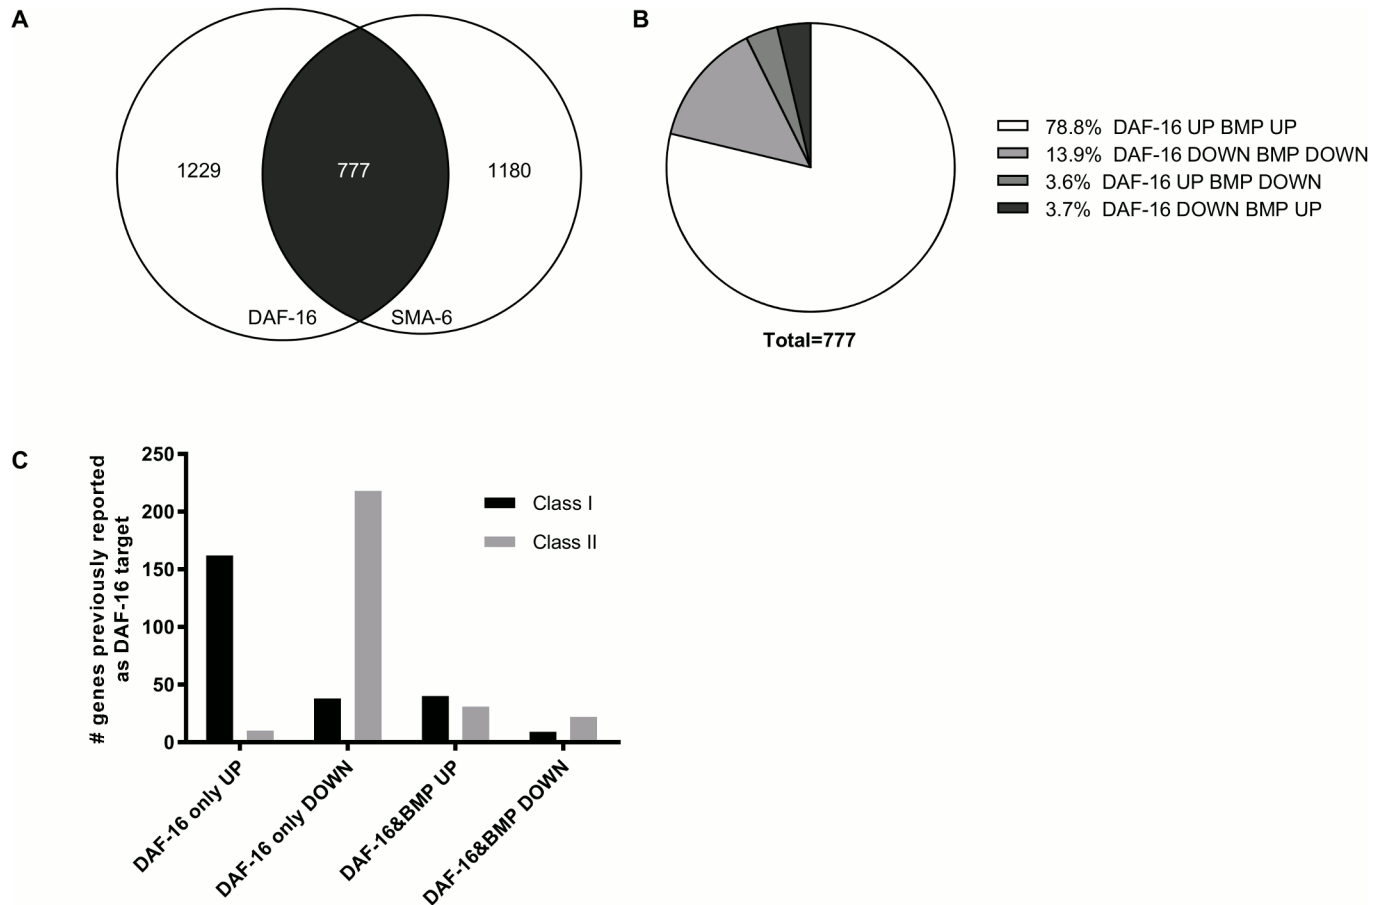 A
1229
777
1180
DAF-16
SMA-6
B
78.8% DAF-16 UP BMP UP
13.9% DAF-16 DOWN BMP DOWN
3.6% DAF-16 UP BMP DOWN
3.7% DAF-16 DOWN BMP UP
Total=777
C
# genes previously reported
as DAF-16 target
250
200
150
100
50
0
Class I
Class II
DAF-16 only UP
DAF-16 only DOWN
DAF-16&BMP UP
DAF-16&BMP DOWN